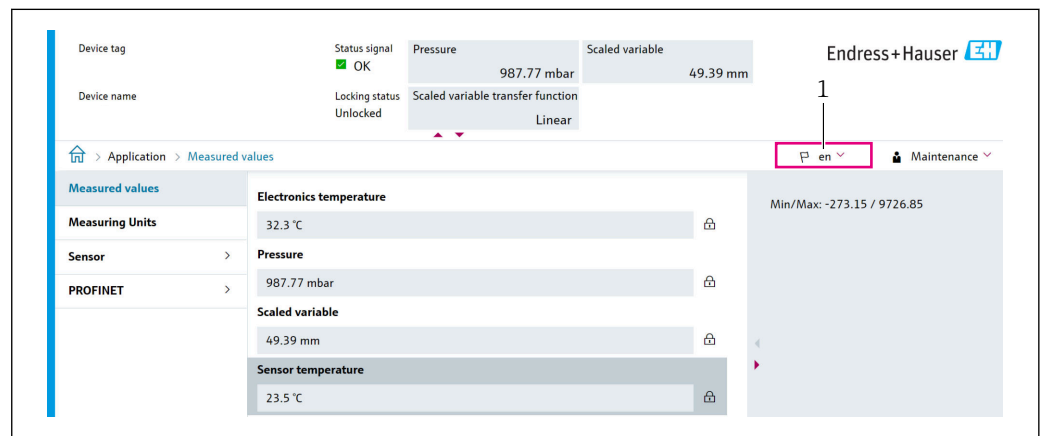 Device tag
Status signal
OK
Pressure
987.77 mbar
Scaled variable
49.39 mm
Endress+Hauser EH
1
Device name
Locking status
Unlocked
Scaled variable transfer function
Linear
> Application > Measured values
en
Maintenance
Measured values
Measuring Units
Sensor >
PROFINET >
Electronics temperature
32.3 °C
Pressure
987.77 mbar
Scaled variable
49.39 mm
Sensor temperature
23.5 °C
Min/Max: -273.15 / 9726.85